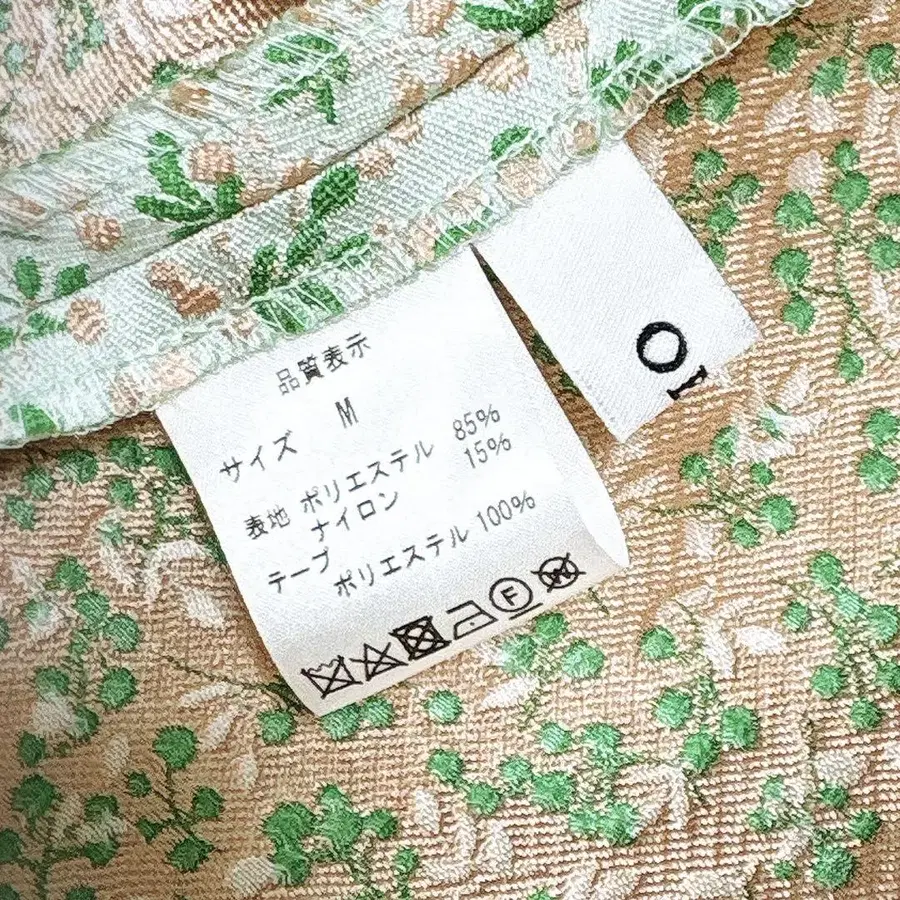 品質表示
サイズ M
表地 ポリエステル 85%
ナイロン 15%
テープ
ポリエステル 100%
F
W
O